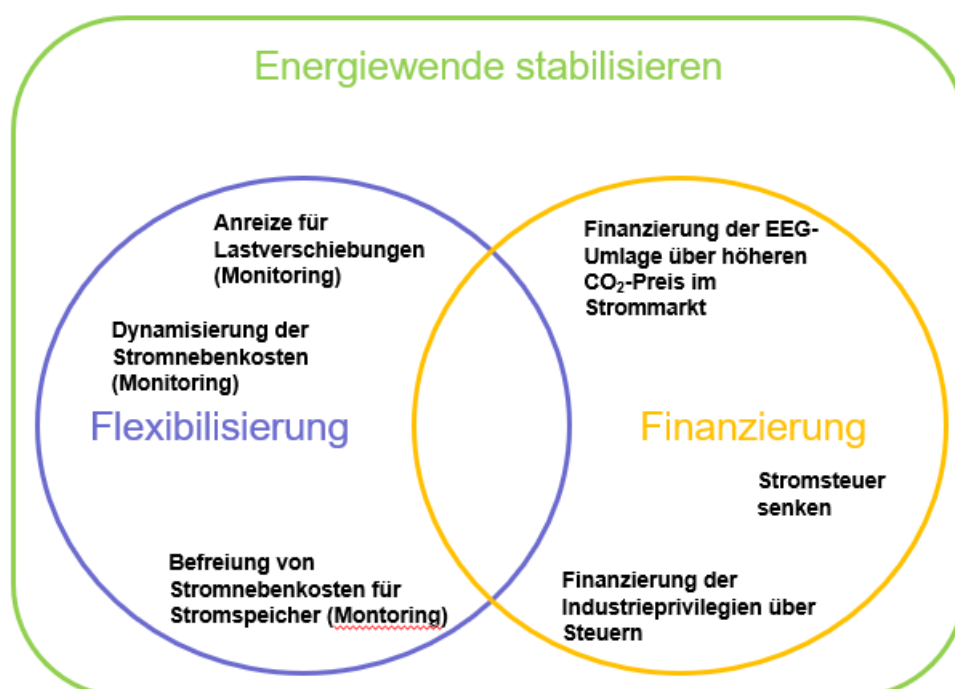 Energiewende stabilisieren
Anreize für
Lastverschiebungen
(Monitoring)
Dynamisierung der
Stromnebenkosten
(Monitoring)
Flexibilisierung
Befreiung von
Stromnebenkosten für
Stromspeicher (Montoring)
Finanzierung der EEG-
Umlage über höheren
CO₂-Preis im
Strommarkt
Finanzierung
Stromsteuer
senken
Finanzierung der
Industrieprivilegien über
Steuern